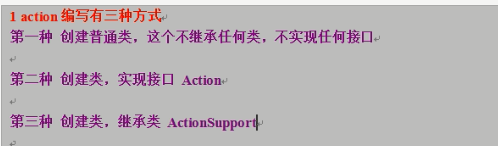 1 action 编写有三种方式
第一种 创建普通类，这个不继承任何类，不实现任何接口
第二种 创建类，实现接口 Action
第三种 创建类，继承类 ActionSupport